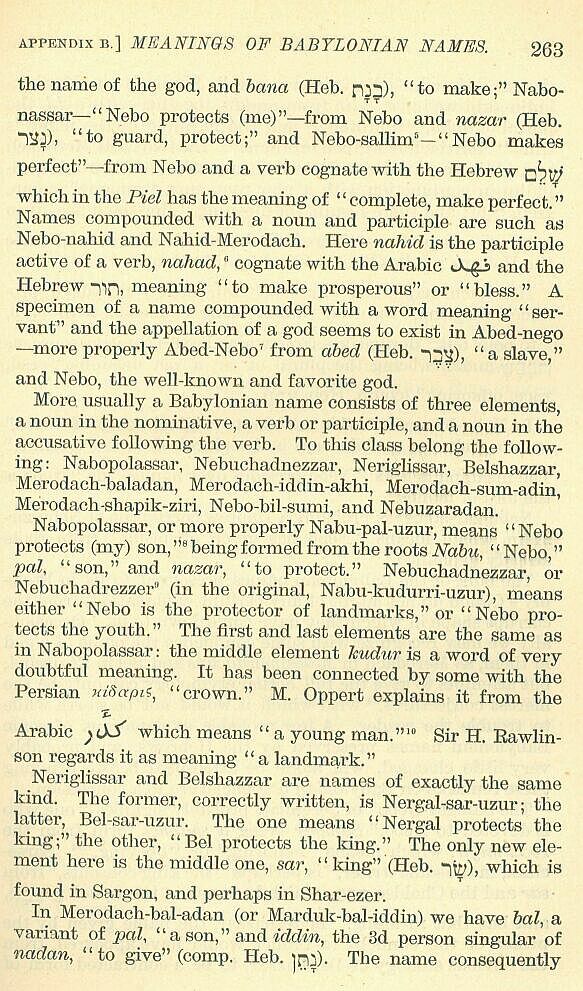 APPENDIX B.] MEANINGS OF BABYLONIAN NAMES. 263
the name of the god, and bana (Heb. בָּנָת), “to make;” Nabo-
nassar—“Nebo protects (me)”—from Nebo and nazar (Heb.
נָצַר), “to guard, protect;” and Nebo-sallim⁵—“Nebo makes
perfect”—from Nebo and a verb cognate with the Hebrew שָׁלֵם
which in the Piel has the meaning of “complete, make perfect.”
Names compounded with a noun and participle are such as
Nebo-nahid and Nahid-Merodach. Here nahid is the participle
active of a verb, nahad,⁶ cognate with the Arabic فهد and the
Hebrew הור, meaning “to make prosperous” or “bless.” A
specimen of a name compounded with a word meaning “ser-
vant” and the appellation of a god seems to exist in Abed-nego
—more properly Abed-Nebo⁷ from abed (Heb. עֶבֶר), “a slave,”
and Nebo, the well-known and favorite god.
More usually a Babylonian name consists of three elements,
a noun in the nominative, a verb or participle, and a noun in the
accusative following the verb. To this class belong the follow-
ing: Nabopolassar, Nebuchadnezzar, Neriglissar, Belshazzar,
Merodach-baladan, Merodach-iddin-akhi, Merodach-sum-adin,
Merodach-shapik-ziri, Nebo-bil-sumi, and Nebuzaradan.
Nabopolassar, or more properly Nabu-pal-uzur, means “Nebo
protects (my) son,”⁸ being formed from the roots Nabu, “Nebo,”
pal, “son,” and nazar, “to protect.” Nebuchadnezzar, or
Nebuchadrezzer⁹ (in the original, Nabu-kudurri-uzur), means
either “Nebo is the protector of landmarks,” or “Nebo pro-
tects the youth.” The first and last elements are the same as
in Nabopolassar: the middle element kudur is a word of very
doubtful meaning. It has been connected by some with the
Persian κίδαρις, “crown.” M. Oppert explains it from the
Arabic كدر which means “a young man.”¹⁰ Sir H. Rawlin-
son regards it as meaning “a landmark.”
Neriglissar and Belshazzar are names of exactly the same
kind. The former, correctly written, is Nergal-sar-uzur; the
latter, Bel-sar-uzur. The one means “Nergal protects the
king;” the other, “Bel protects the king.” The only new ele-
ment here is the middle one, sar, “king” (Heb. שָׂר), which is
found in Sargon, and perhaps in Shar-ezer.
In Merodach-bal-adan (or Marduk-bal-iddin) we have bal, a
variant of pal, “a son,” and iddin, the 3d person singular of
nadan, “to give” (comp. Heb. נָתַן). The name consequently